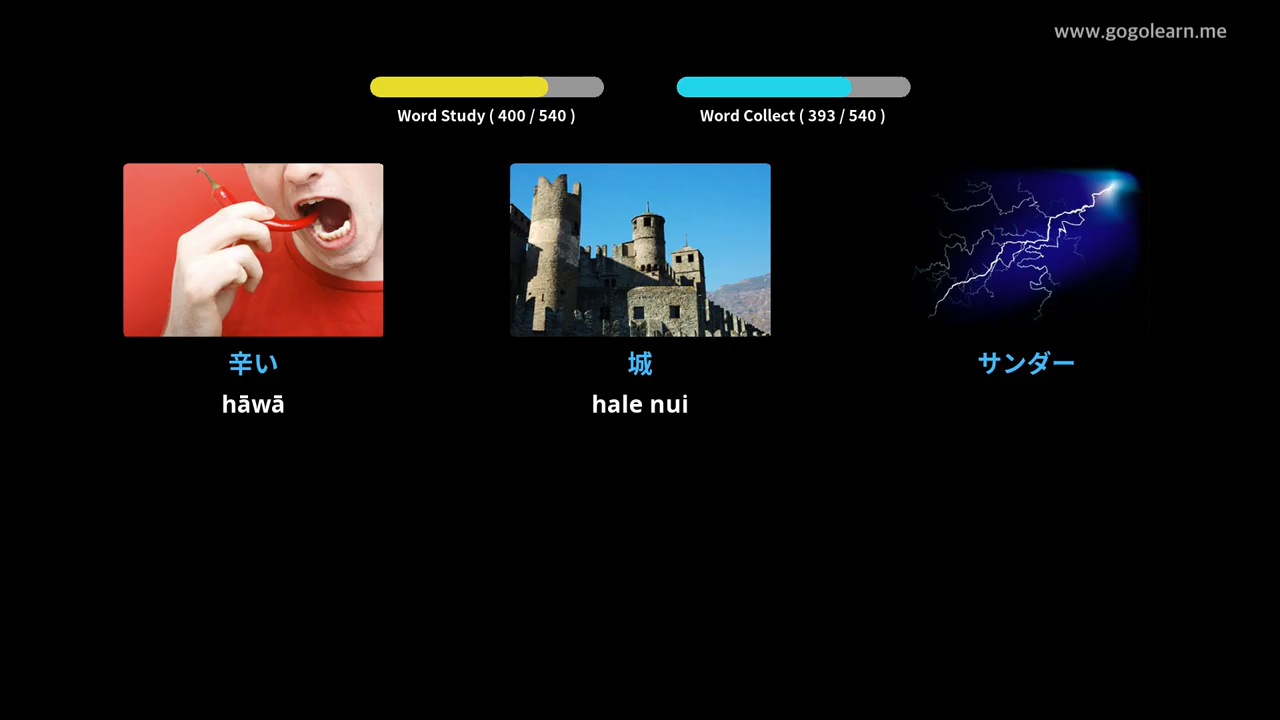 www.gogolearn.me
Word Study ( 400 / 540 )
Word Collect ( 393 / 540 )
辛い
城
サンダー
hāwā
hale nui